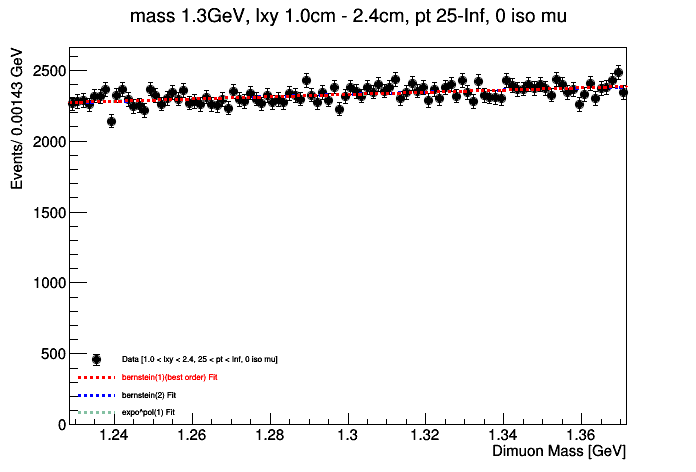 mass 1.3GeV, lxy 1.0cm - 2.4cm, pt 25-Inf, 0 iso mu
Events/ 0.00143 GeV
2500
2000
1500
1000
500
0
Data [1.0 < lxy < 2.4, 25 < pt < Inf, 0 iso mu]
bernstein(1)(best order) Fit
bernstein(2) Fit
expo^pol(1) Fit
1.24 1.26 1.28 1.3 1.32 1.34 1.36
Dimuon Mass [GeV]